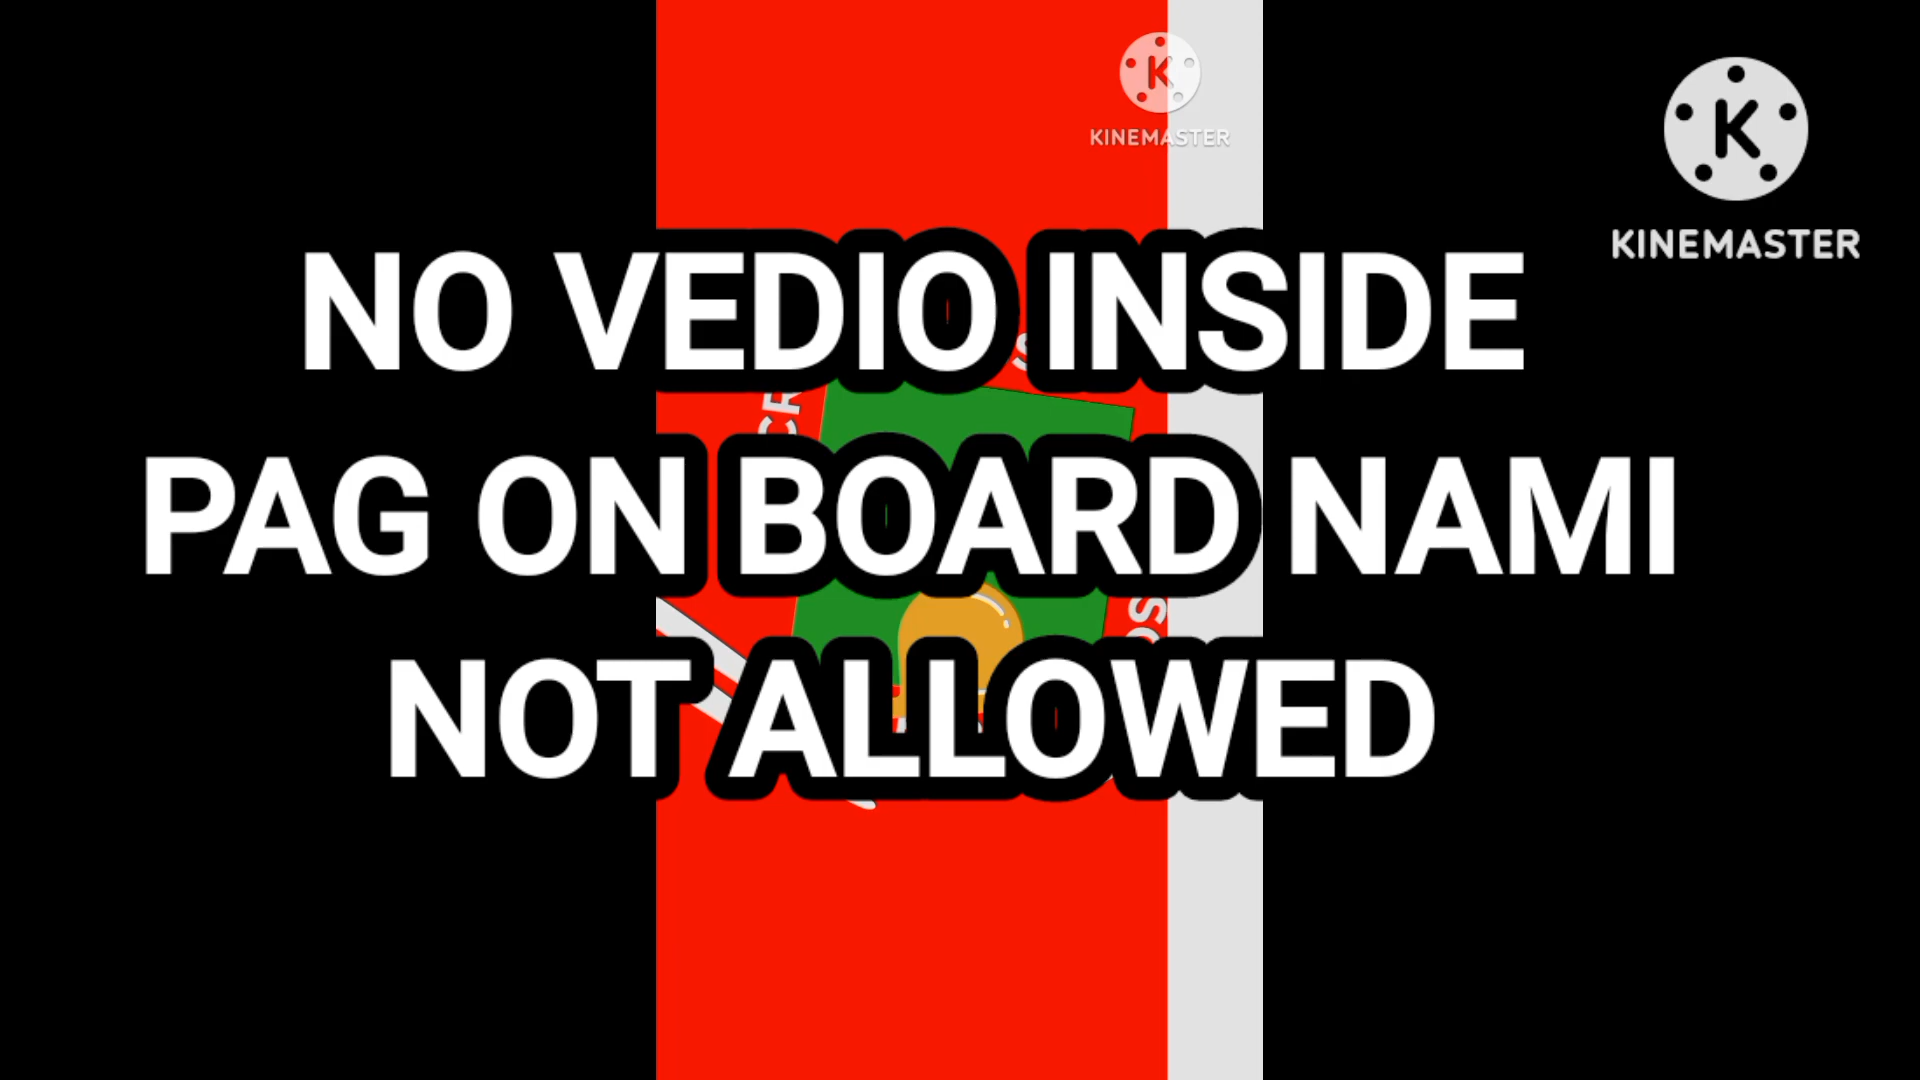 KINEMASTER
KINEMASTER
NO VEDIO INSIDE
PAG ON BOARD NAMI
NOT ALLOWED